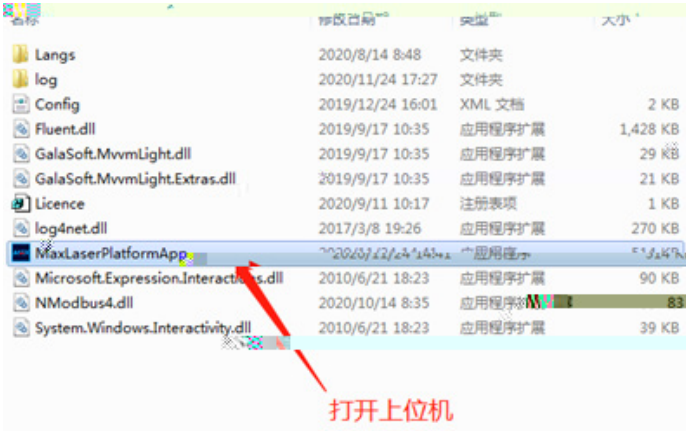 名称 修改日期 类型 大小
Langs 2020/8/14 8:48 文件夹
log 2020/11/24 17:27 文件夹
Config 2019/12/24 16:01 XML 文档 2 KB
Fluent.dll 2019/9/17 10:35 应用程序扩展 1,428 KB
GalaSoft.MvvmLight.dll 2019/9/17 10:35 应用程序扩展 29 KB
GalaSoft.MvvmLight.Extras.dll 2019/9/17 10:35 应用程序扩展 21 KB
Licence 2020/9/11 10:17 注册表项 1 KB
log4net.dll 2017/3/8 19:26 应用程序扩展 270 KB
MaxLaserPlatformApp 应用程序
Microsoft.Expression.Interactions.dll 2010/6/21 18:23 应用程序扩展 90 KB
NModbus4.dll 2020/10/14 8:35 83
System.Windows.Interactivity.dll 2010/6/21 18:23 应用程序扩展 39 KB
打开上位机